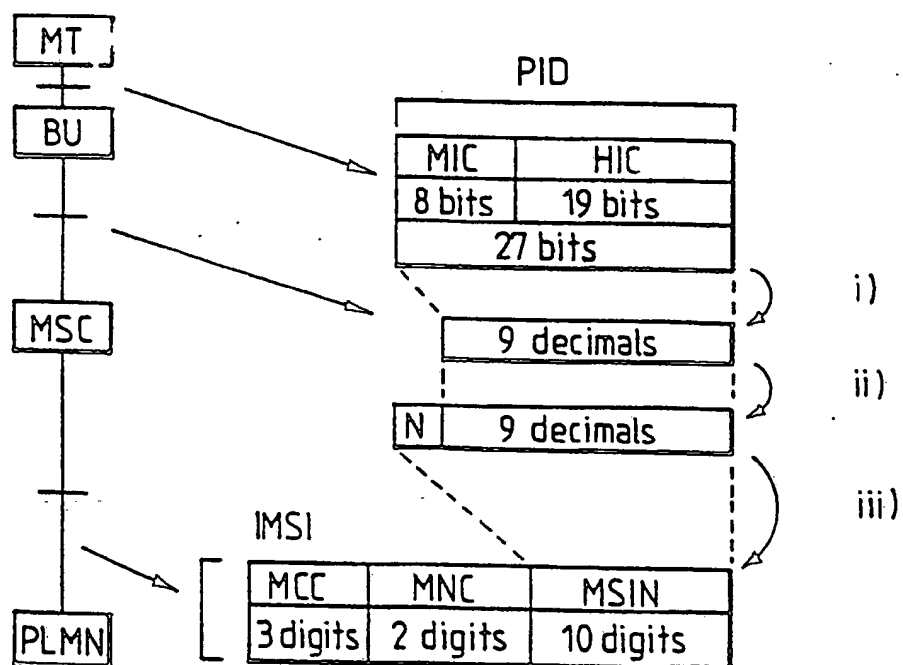 MT
BU
MSC
PLMN
PID
MIC HIC
8 bits 19 bits
27 bits
i)
9 decimals
ii)
N 9 decimals
iii)
IMSI
MCC MNC MSIN
3 digits 2 digits 10 digits